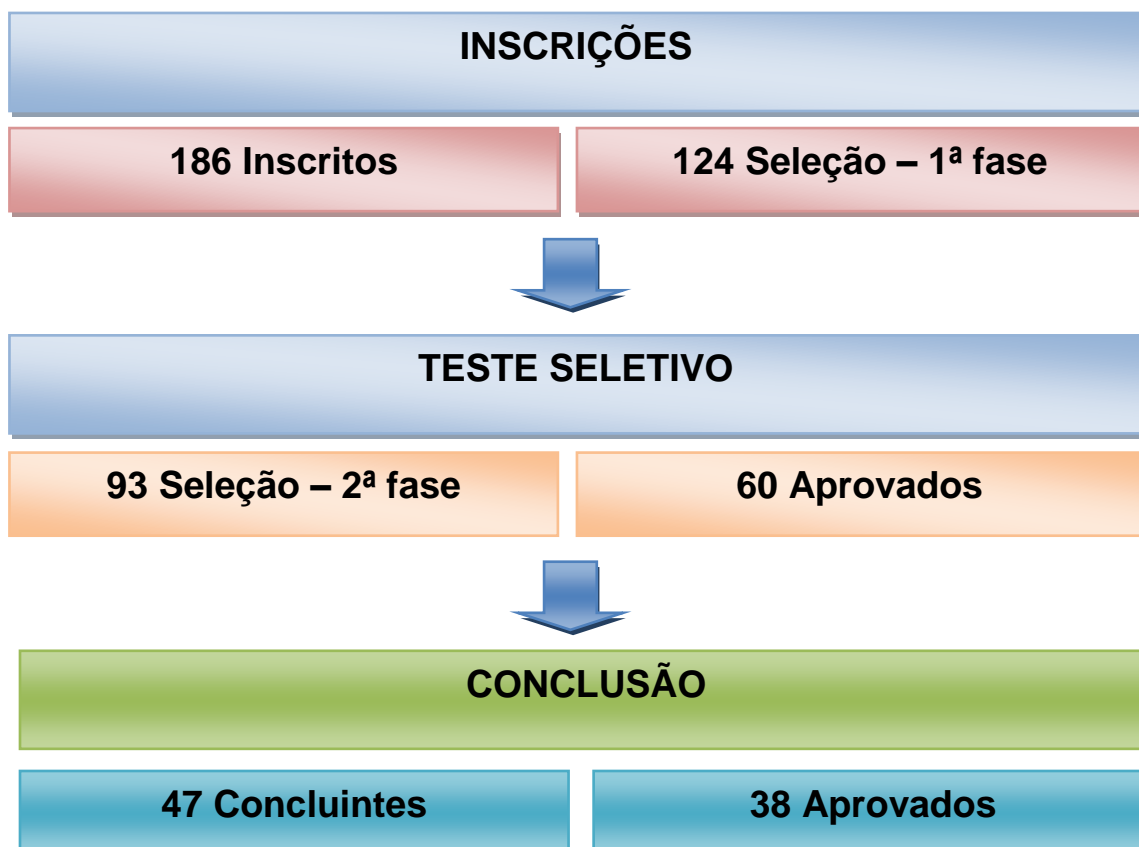 INSCRIÇÕES
186 Inscritos
124 Seleção – 1ª fase
TESTE SELETIVO
93 Seleção – 2ª fase
60 Aprovados
CONCLUSÃO
47 Concluintes
38 Aprovados